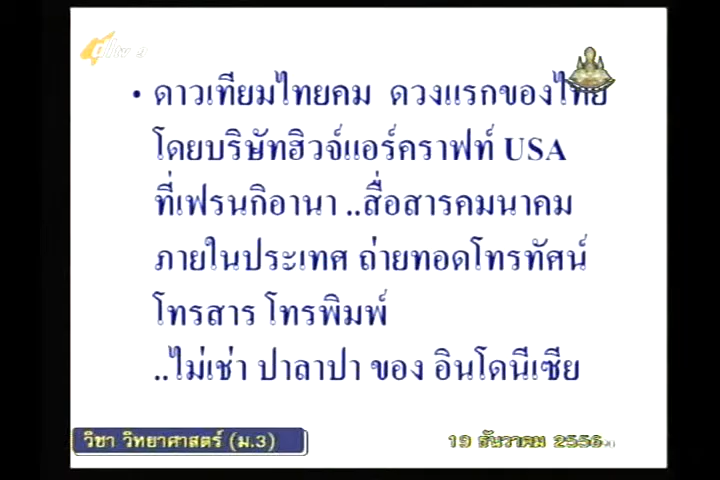 • ดาวเทียมไทยคม ดวงแรกของไทย
โดยบริษัทฮิวจ์แอร์คราฟท์ USA
ที่เฟรนกิอานา ..สื่อสารคมนาคม
ภายในประเทศ ถ่ายทอดโทรทัศน์
โทรสาร โทรพิมพ์
..ไม่เช่า ปาลาปา ของ อินโดนีเซีย
วิชา วิทยาศาสตร์ (ม.3)
19 ธันวาคม 2556